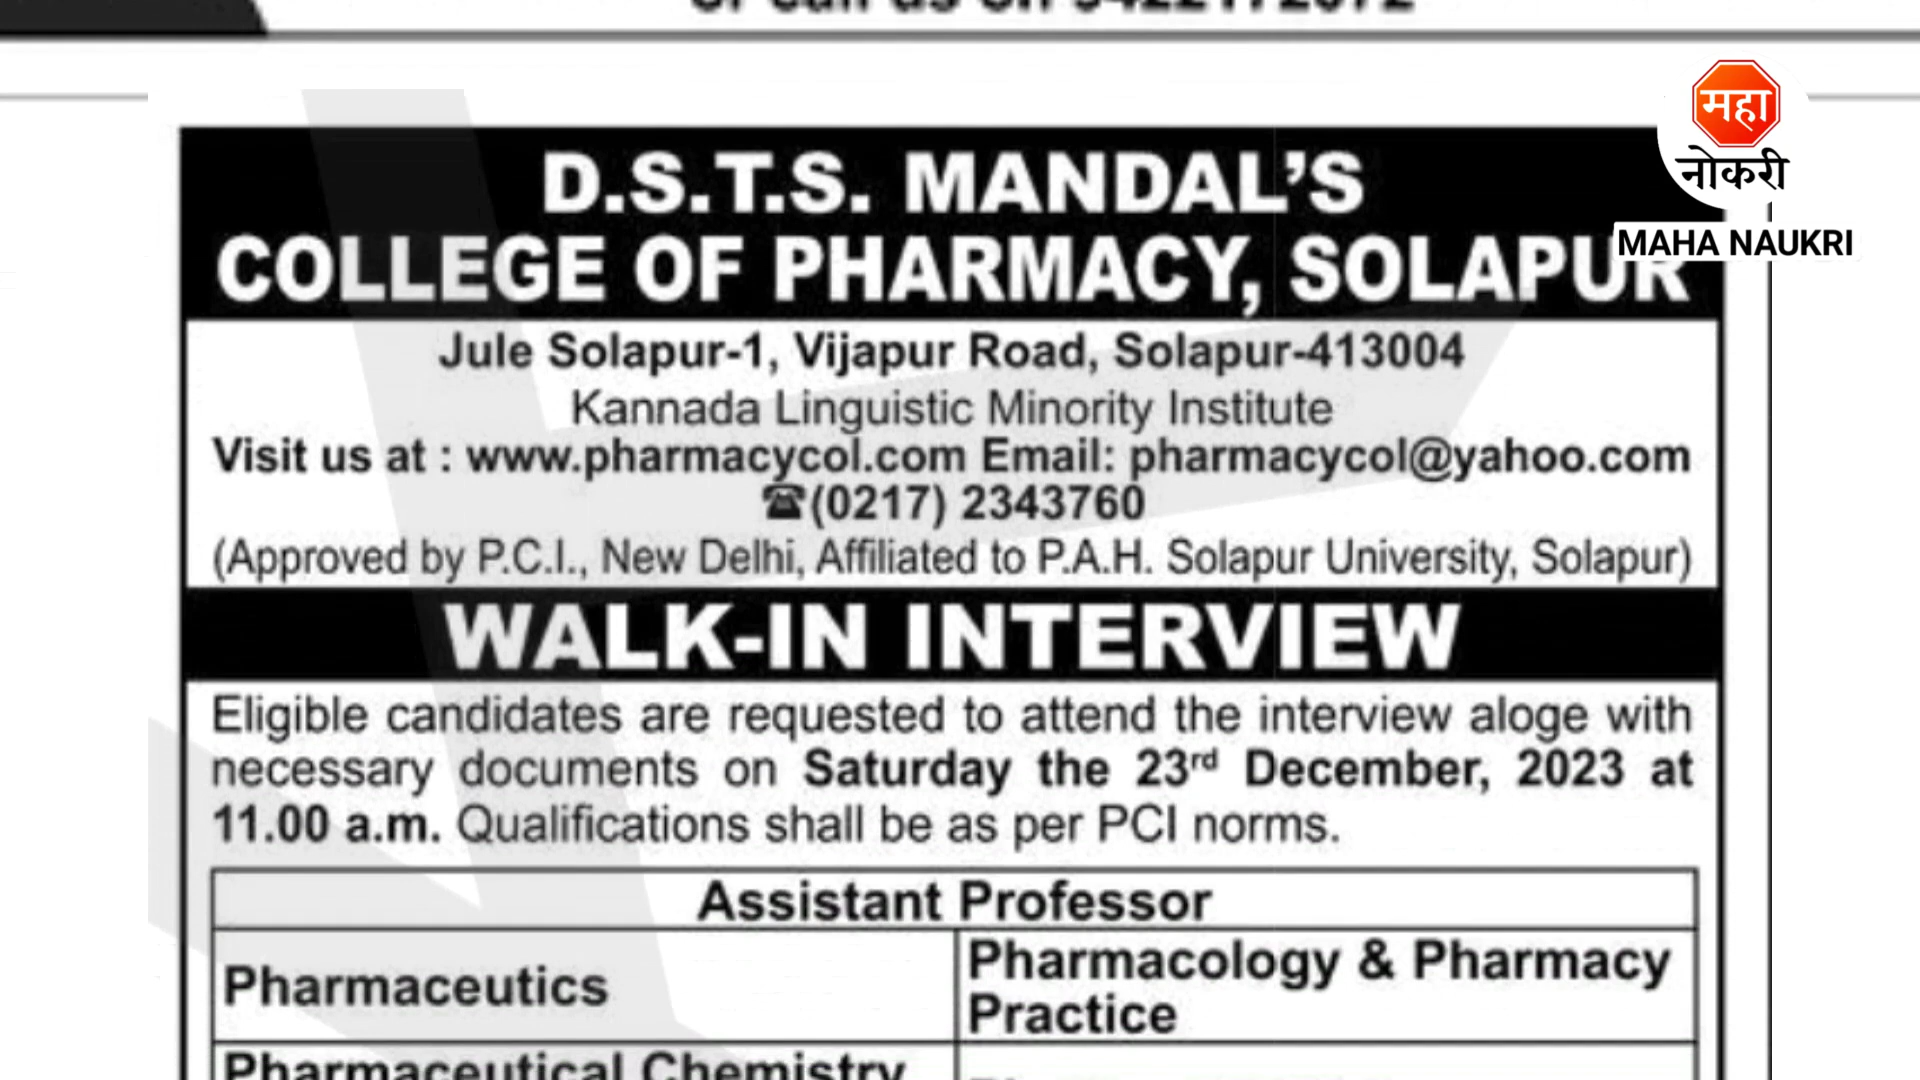 महा
नोकरी
MAHA NAUKRI
D.S.T.S. MANDAL'S
COLLEGE OF PHARMACY, SOLAPUR
Jule Solapur-1, Vijapur Road, Solapur-413004
Kannada Linguistic Minority Institute
Visit us at : www.pharmacycol.com Email: pharmacycol@yahoo.com
☎(0217) 2343760
(Approved by P.C.I., New Delhi, Affiliated to P.A.H. Solapur University, Solapur)
WALK-IN INTERVIEW
Eligible candidates are requested to attend the interview aloge with
necessary documents on Saturday the 23rd December, 2023 at
11.00 a.m. Qualifications shall be as per PCI norms.
Assistant Professor
Pharmaceutics
Pharmacology & Pharmacy
Practice
Pharmaceutical Chemistry